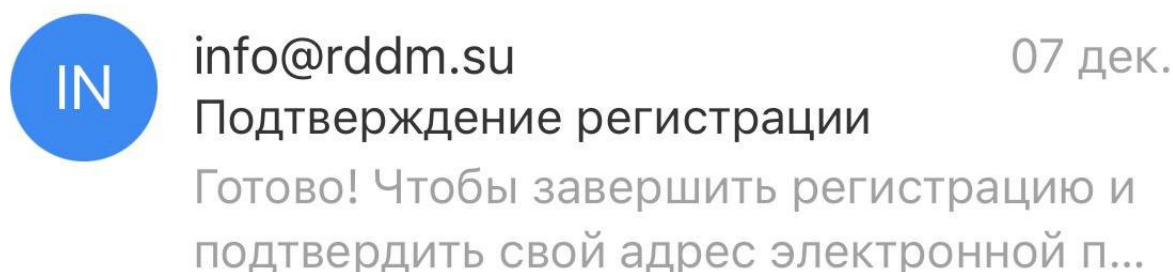 IN
info@rddm.su
07 дек.
Подтверждение регистрации
Готово! Чтобы завершить регистрацию и
подтвердить свой адрес электронной п...